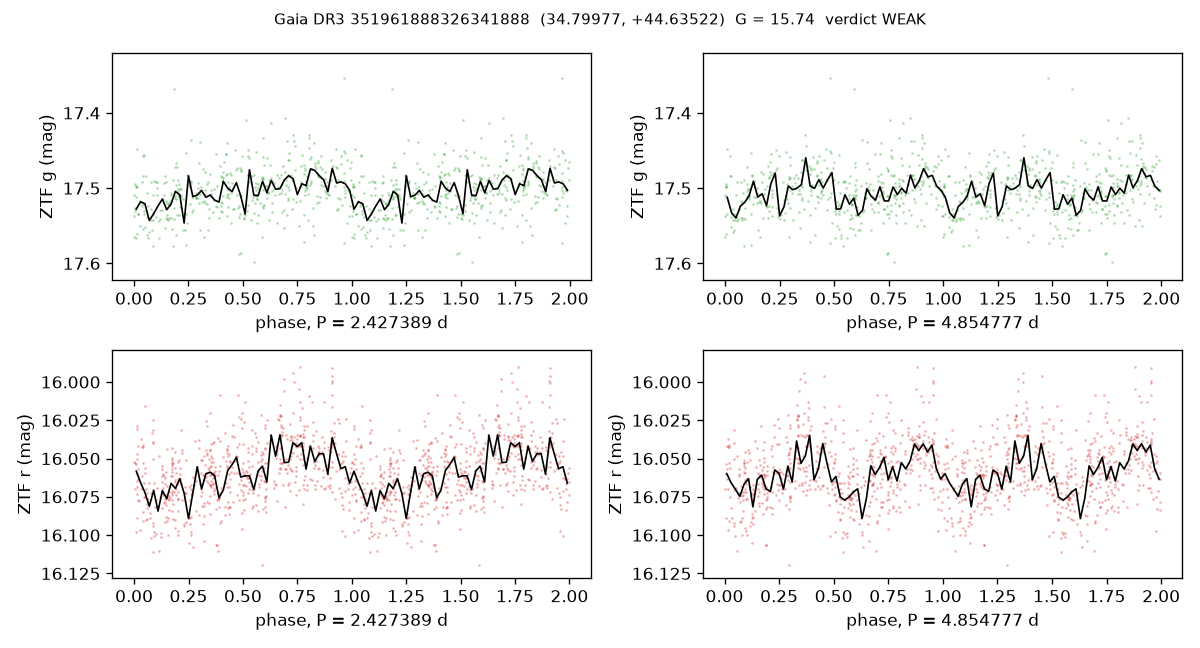 Gaia DR3 351961888326341888 (34.79977, +44.63522) G = 15.74 verdict WEAK
ZTF g (mag)
17.4
17.5
17.6
0.00 0.25 0.50 0.75 1.00 1.25 1.50 1.75 2.00
phase, P = 2.427389 d
ZTF g (mag)
17.4
17.5
17.6
0.00 0.25 0.50 0.75 1.00 1.25 1.50 1.75 2.00
phase, P = 4.854777 d
ZTF r (mag)
16.000
16.025
16.050
16.075
16.100
16.125
0.00 0.25 0.50 0.75 1.00 1.25 1.50 1.75 2.00
phase, P = 2.427389 d
ZTF r (mag)
16.000
16.025
16.050
16.075
16.100
16.125
0.00 0.25 0.50 0.75 1.00 1.25 1.50 1.75 2.00
phase, P = 4.854777 d